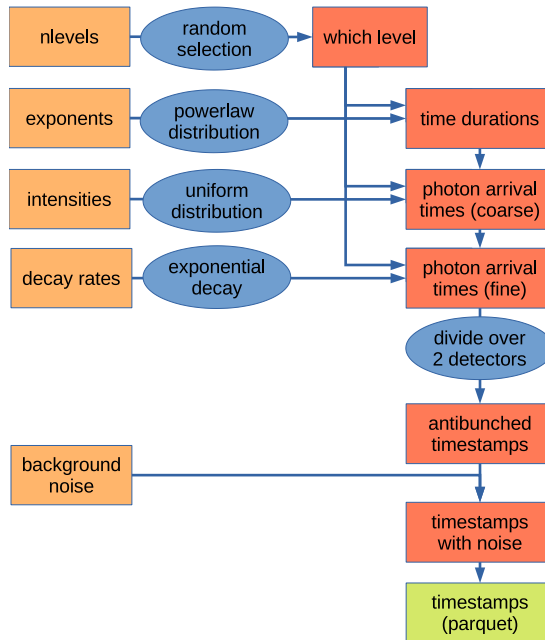 nlevels
random
selection
which level
exponents
powerlaw
distribution
time durations
intensities
uniform
distribution
photon arrival
times (coarse)
decay rates
exponential
decay
photon arrival
times (fine)
divide over
2 detectors
antibunched
timestamps
background
noise
timestamps
with noise
timestamps
(parquet)